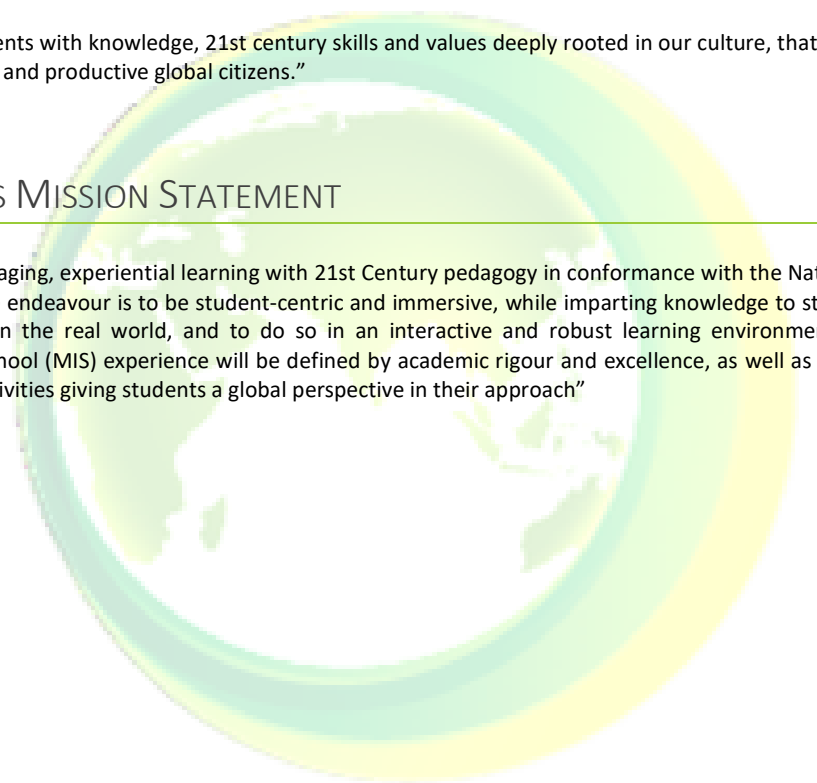 ents with knowledge, 21st century skills and values deeply rooted in our culture, that
and productive global citizens.”
S MISSION STATEMENT
aging, experiential learning with 21st Century pedagogy in conformance with the Nat
endeavour is to be student-centric and immersive, while imparting knowledge to st
n the real world, and to do so in an interactive and robust learning environme
hool (MIS) experience will be defined by academic rigour and excellence, as well as
ivities giving students a global perspective in their approach”